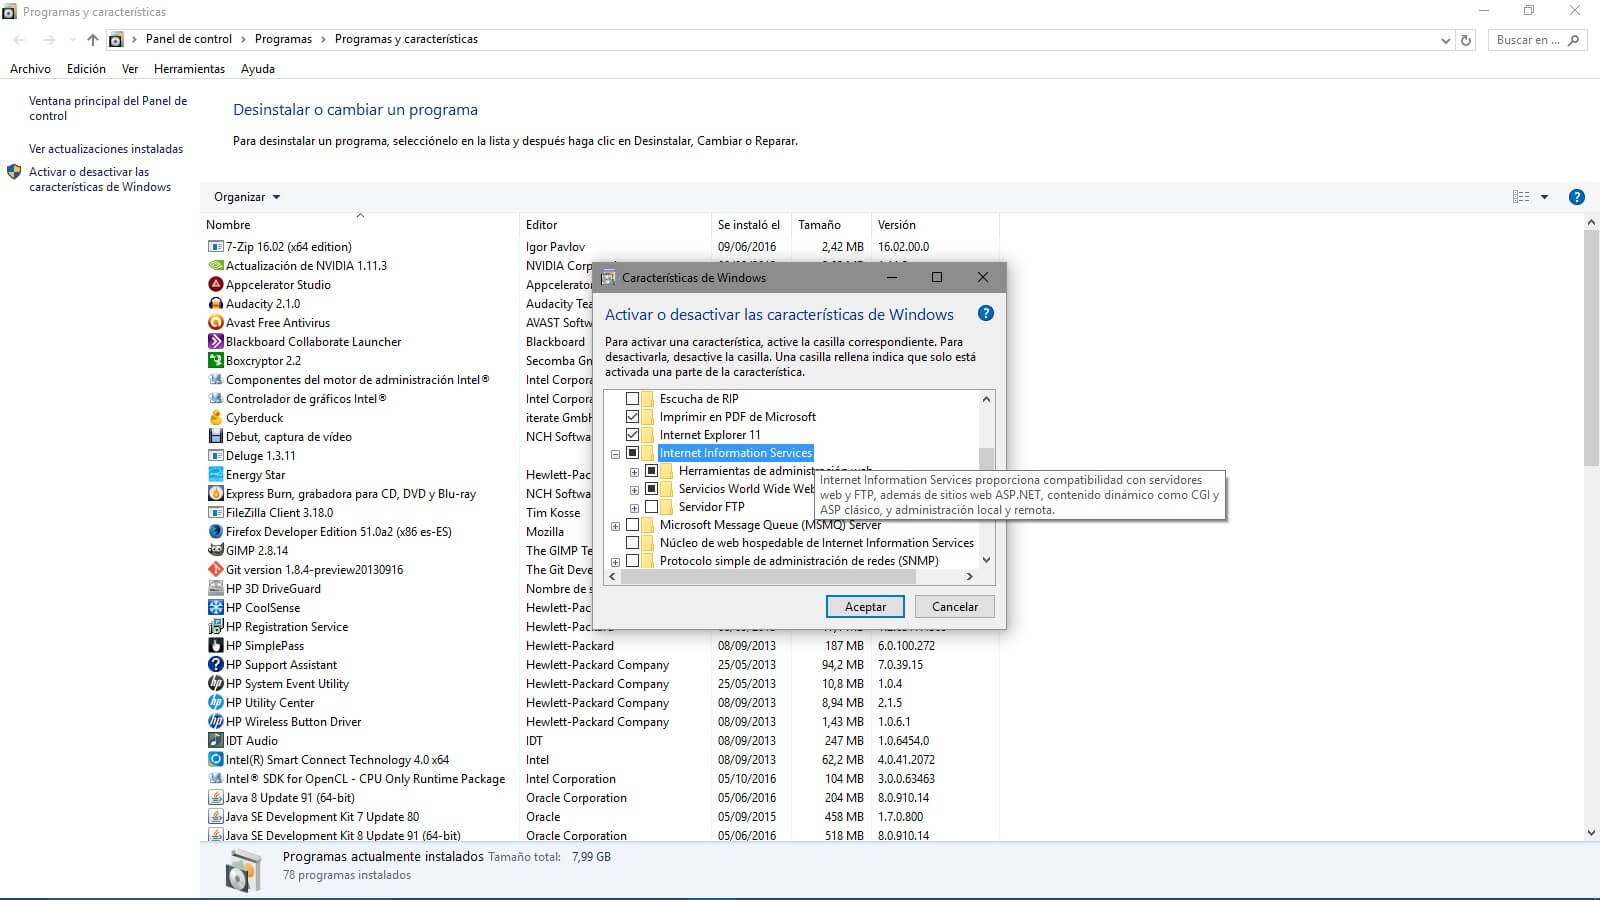 Programas y características
Panel de control > Programas > Programas y características
Buscar en ...
Archivo Edición Ver Herramientas Ayuda
Ventana principal del Panel de
control
Ver actualizaciones instaladas
Activar o desactivar las
características de Windows
Desinstalar o cambiar un programa
Para desinstalar un programa, selecciónelo en la lista y después haga clic en Desinstalar, Cambiar o Reparar.
Organizar
Nombre Editor Se instaló el Tamaño Versión
7-Zip 16.02 (x64 edition) Igor Pavlov 09/06/2016 2,42 MB 16.02.00.0
Actualización de NVIDIA 1.11.3 NVIDIA Corp
Appcelerator Studio Appcelerator
Audacity 2.1.0 Audacity Te
Avast Free Antivirus AVAST Softw
Blackboard Collaborate Launcher Blackboard
Boxcryptor 2.2 Secomba Gm
Componentes del motor de administración Intel® Intel Corpora
Controlador de gráficos Intel® Intel Corpora
Cyberduck iterate GmbH
Debut, captura de vídeo NCH Softwa
Deluge 1.3.11
Energy Star Hewlett-Pack
Express Burn, grabadora para CD, DVD y Blu-ray NCH Softwa
FileZilla Client 3.18.0 Tim Kosse
Firefox Developer Edition 51.0a2 (x86 es-ES) Mozilla
GIMP 2.8.14 The GIMP Te
Git version 1.8.4-preview20130916 The Git Deve
HP 3D DriveGuard Nombre de s
HP CoolSense Hewlett-Pack
HP Registration Service Hewlett-Packard
HP SimplePass Hewlett-Packard 08/09/2013 187 MB 6.0.100.272
HP Support Assistant Hewlett-Packard Company 25/05/2013 94,2 MB 7.0.39.15
HP System Event Utility Hewlett-Packard Company 25/05/2013 10,8 MB 1.0.4
HP Utility Center Hewlett-Packard Company 08/09/2013 8,94 MB 2.1.5
HP Wireless Button Driver Hewlett-Packard Company 08/09/2013 1,43 MB 1.0.6.1
IDT Audio IDT 08/09/2013 247 MB 1.0.6454.0
Intel(R) Smart Connect Technology 4.0 x64 Intel 08/09/2013 62,2 MB 4.0.41.2072
Intel® SDK for OpenCL - CPU Only Runtime Package Intel Corporation 05/10/2016 104 MB 3.0.0.63463
Java 8 Update 91 (64-bit) Oracle Corporation 05/06/2016 204 MB 8.0.910.14
Java SE Development Kit 7 Update 80 Oracle 05/09/2015 458 MB 1.7.0.800
Java SE Development Kit 8 Update 91 (64-bit) Oracle Corporation 05/06/2016 518 MB 8.0.910.14
Programas actualmente instalados Tamaño total: 7,99 GB
78 programas instalados
Características de Windows
Activar o desactivar las características de Windows
Para activar una característica, active la casilla correspondiente. Para
desactivarla, desactive la casilla. Una casilla rellena indica que solo está
activada una parte de la característica.
Escucha de RIP
Imprimir en PDF de Microsoft
Internet Explorer 11
Internet Information Services
Herramientas de administración web
Servicios World Wide Web
Servidor FTP
Microsoft Message Queue (MSMQ) Server
Núcleo de web hospedable de Internet Information Services
Protocolo simple de administración de redes (SNMP)
Internet Information Services proporciona compatibilidad con servidores
web y FTP, además de sitios web ASP.NET, contenido dinámico como CGI y
ASP clásico, y administración local y remota.
Aceptar Cancelar